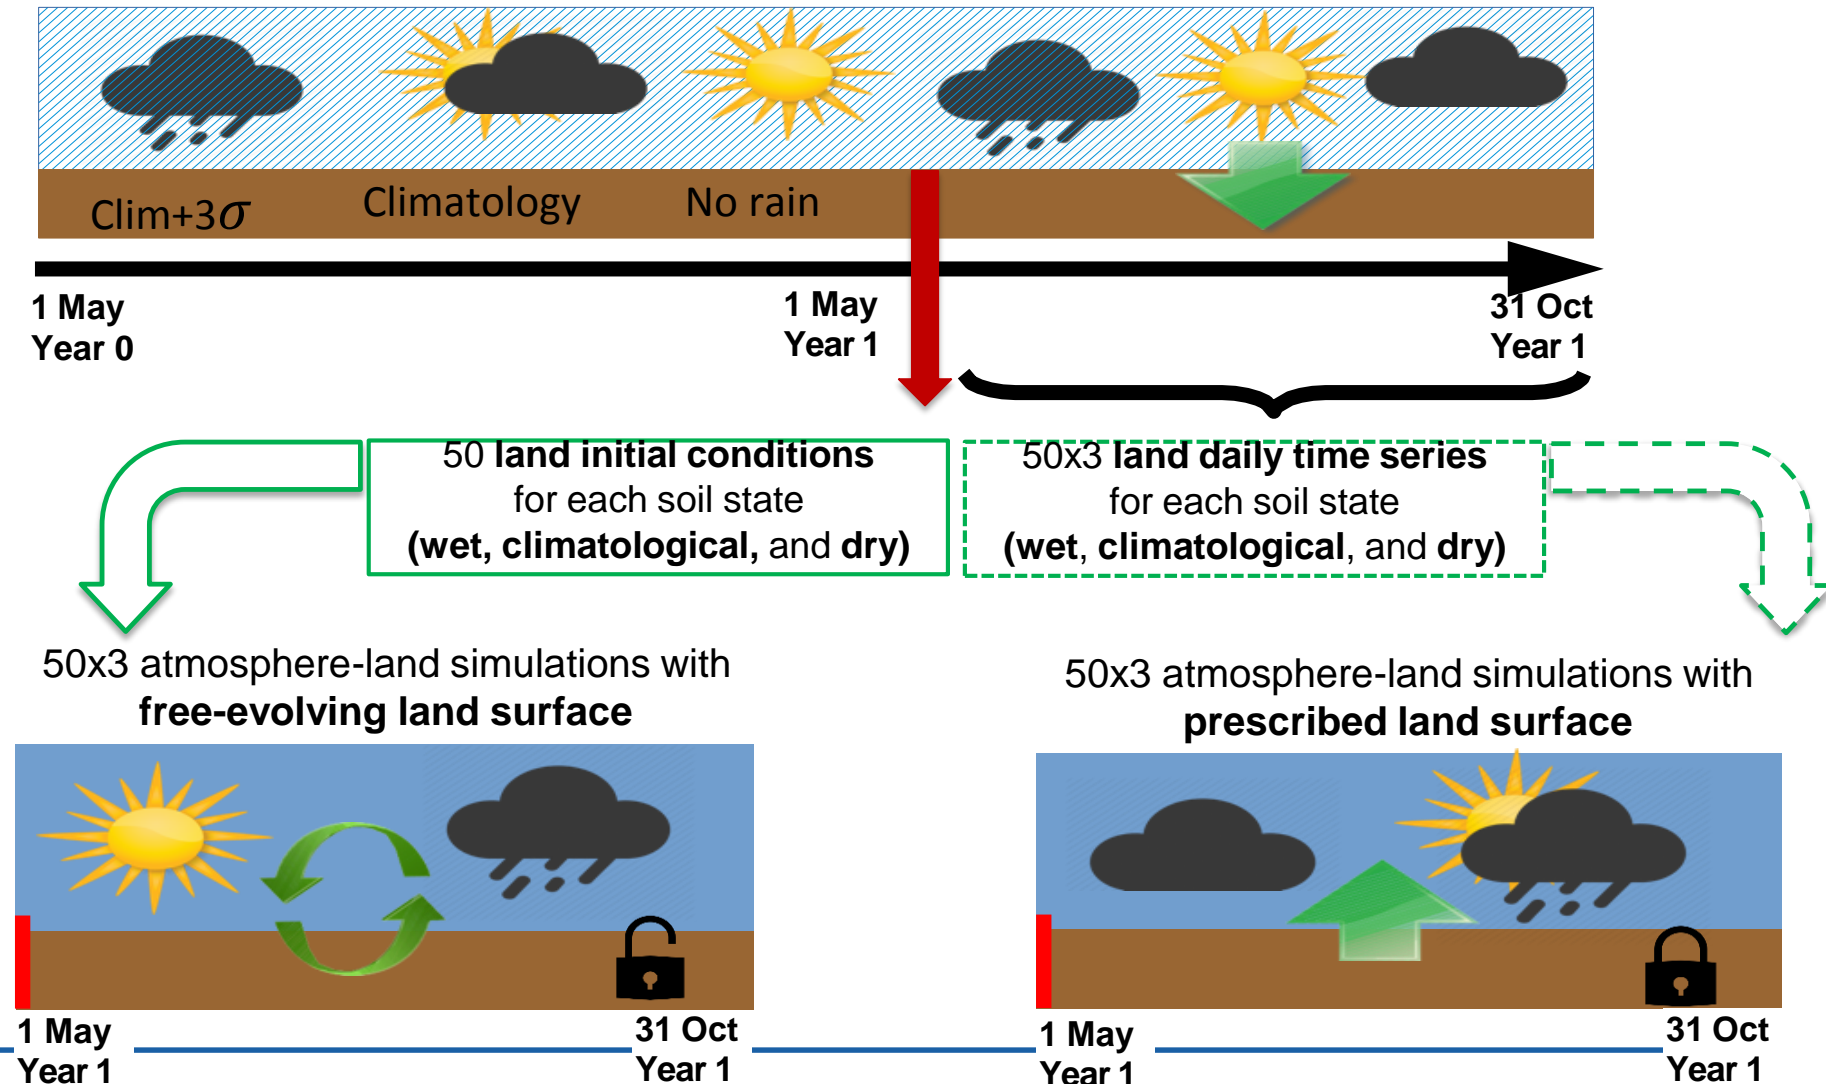 Clim+3σ
Climatology
No rain
1 May
Year 0
1 May
Year 1
31 Oct
Year 1
50 land initial conditions
for each soil state
(wet, climatological, and dry)
50x3 land daily time series
for each soil state
(wet, climatological, and dry)
50x3 atmosphere-land simulations with
free-evolving land surface
50x3 atmosphere-land simulations with
prescribed land surface
1 May
Year 1
31 Oct
Year 1
1 May
Year 1
31 Oct
Year 1